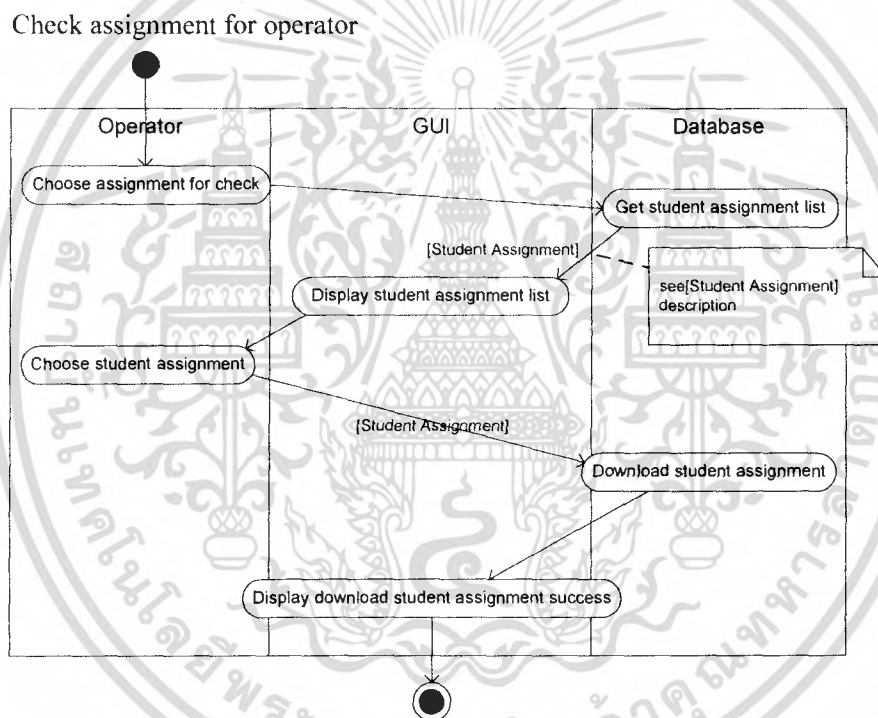 Check assignment for operator
Operator
GUI
Database
Choose assignment for check
Get student assignment list
[Student Assignment]
see[Student Assignment]
description
Display student assignment list
Choose student assignment
[Student Assignment]
Download student assignment
Display download student assignment success